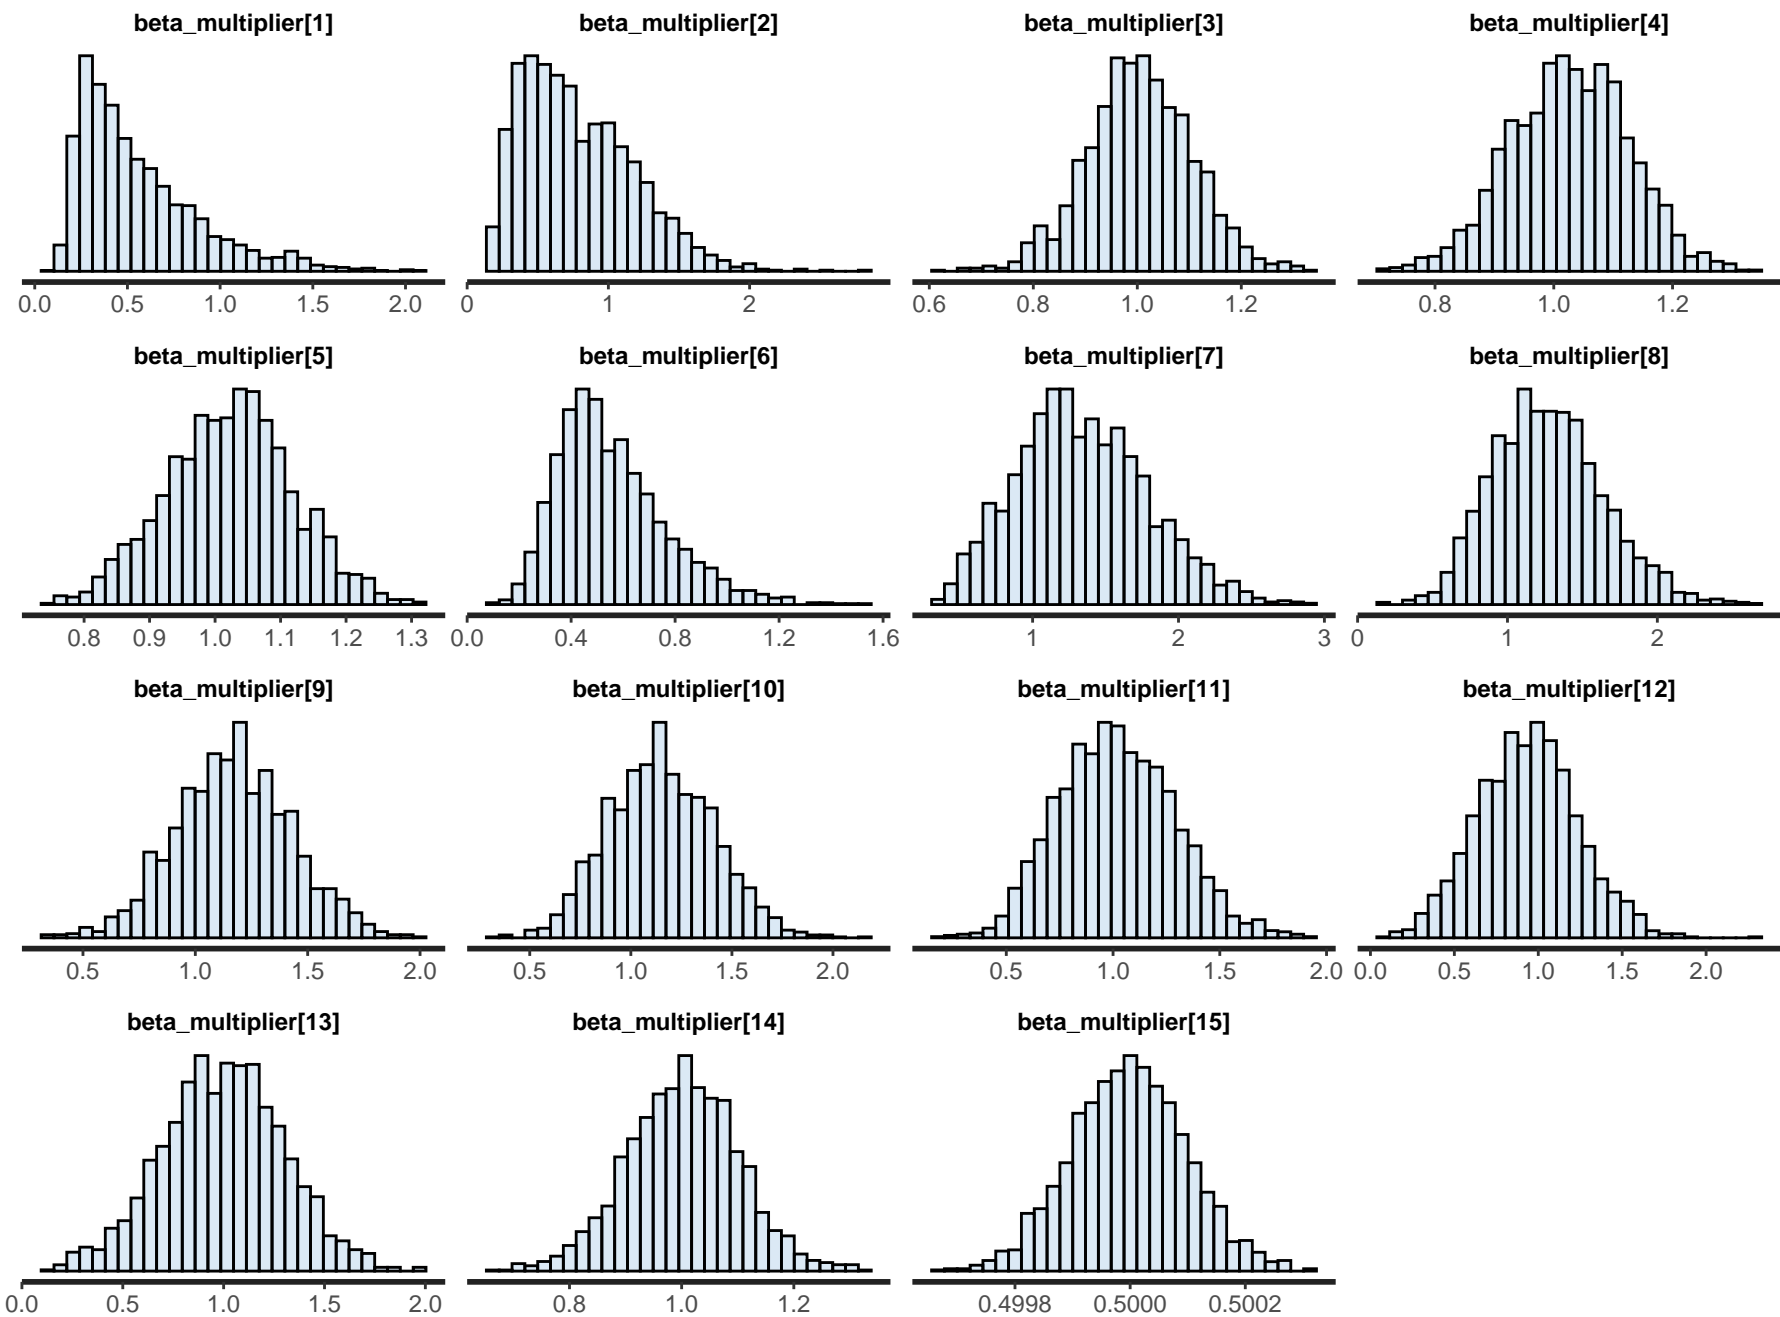 beta_multiplier[1] beta_multiplier[2] beta_multiplier[3] beta_multiplier[4]
0.0 0.5 1.0 1.5 2.0 0 1 2 0.6 0.8 1.0 1.2 0.8 1.0 1.2
beta_multiplier[5] beta_multiplier[6] beta_multiplier[7] beta_multiplier[8]
0.8 0.9 1.0 1.1 1.2 1.3 0.0 0.4 0.8 1.2 1.6 1 2 3 0 1 2
beta_multiplier[9] beta_multiplier[10] beta_multiplier[11] beta_multiplier[12]
0.5 1.0 1.5 2.0 0.5 1.0 1.5 2.0 0.5 1.0 1.5 2.0 0.0 0.5 1.0 1.5 2.0
beta_multiplier[13] beta_multiplier[14] beta_multiplier[15]
0.0 0.5 1.0 1.5 2.0 0.8 1.0 1.2 0.4998 0.5000 0.5002